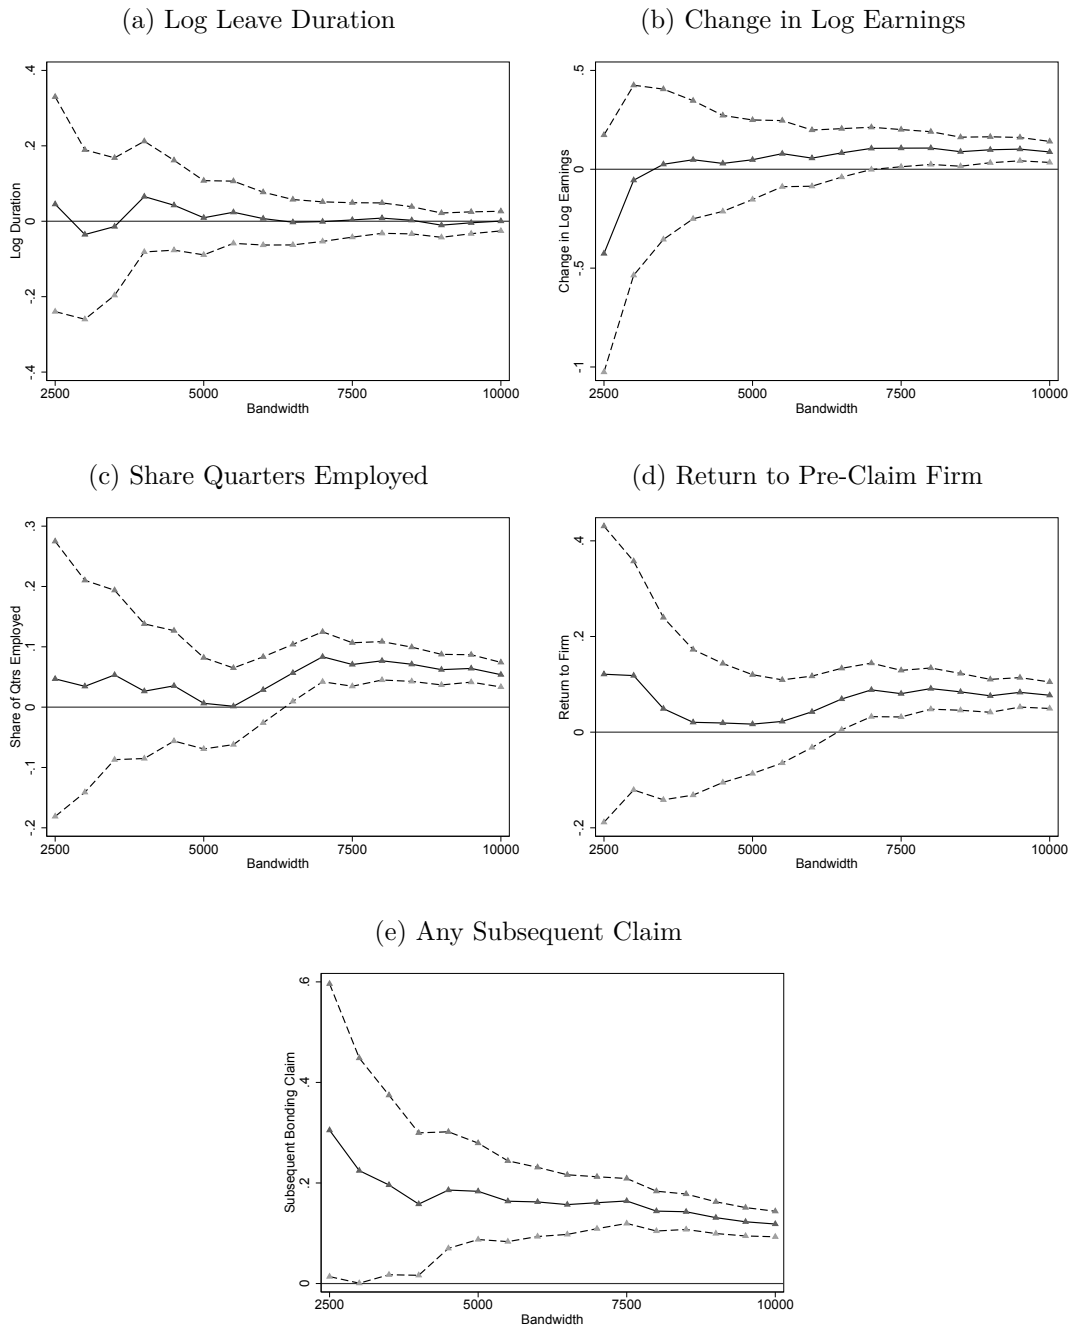 (a) Log Leave Duration
Log Duration
.4
.2
0
-.2
-.4
2500 5000 7500 10000
Bandwidth
(b) Change in Log Earnings
Change in Log Earnings
.5
0
-.5
-1
2500 5000 7500 10000
Bandwidth
(c) Share Quarters Employed
Share of Qtrs Employed
.3
.2
.1
0
-.1
-.2
2500 5000 7500 10000
Bandwidth
(d) Return to Pre-Claim Firm
Return to Firm
.4
.2
0
-.2
2500 5000 7500 10000
Bandwidth
(e) Any Subsequent Claim
Subsequent Bonding Claim
.6
.4
.2
0
2500 5000 7500 10000
Bandwidth